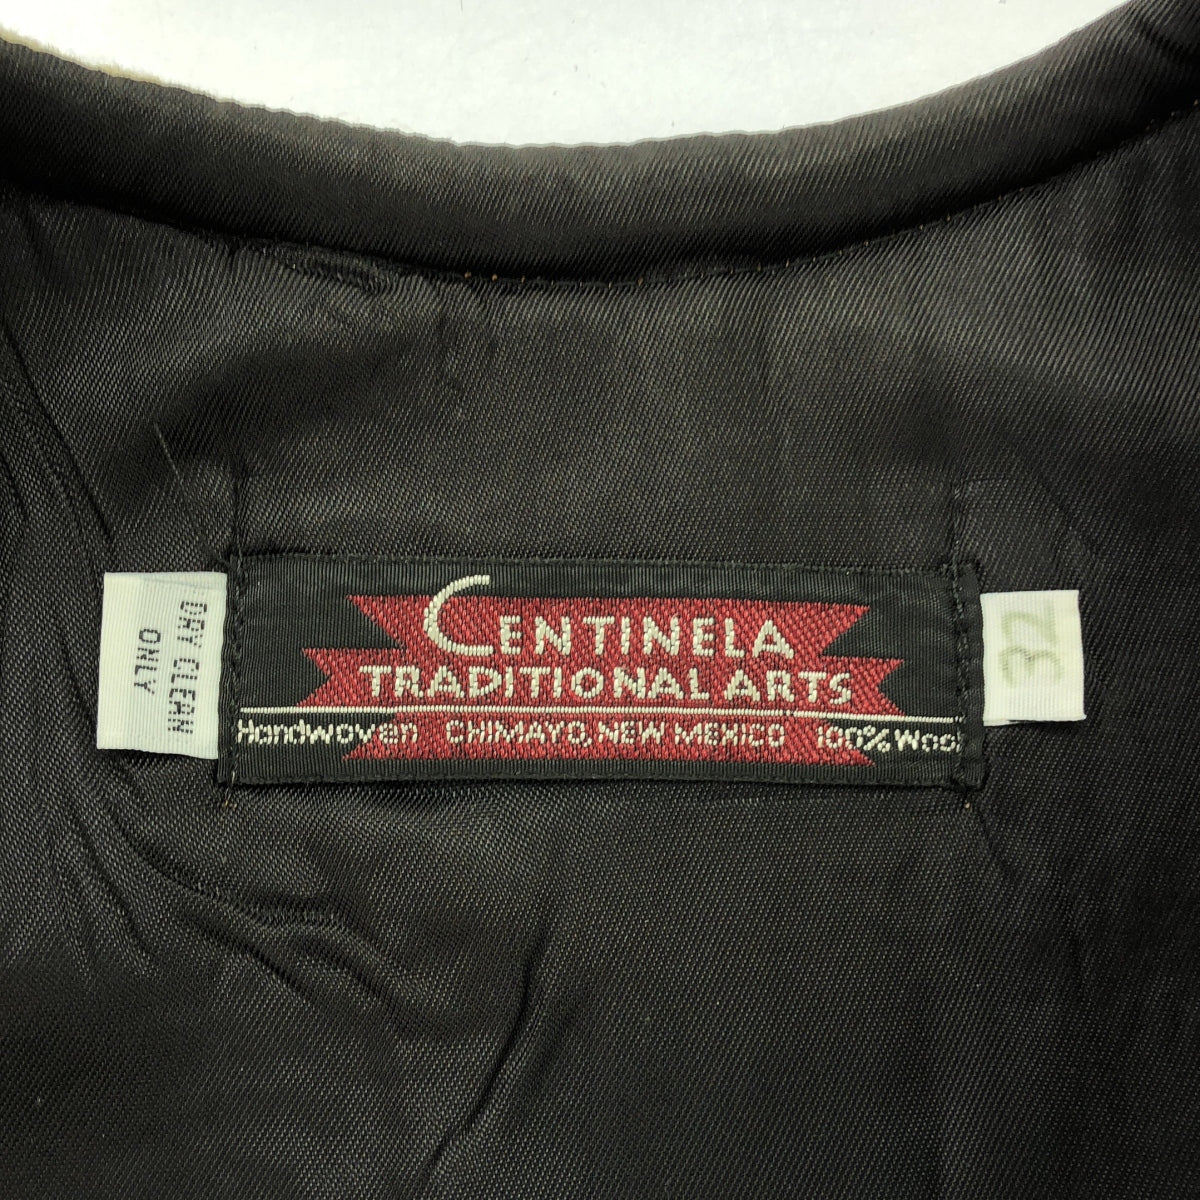 DRY CLEAN
ONLY
CENTINELA
TRADITIONAL ARTS
Handwoven CHIMAYO, NEW MEXICO 100% Wool
32